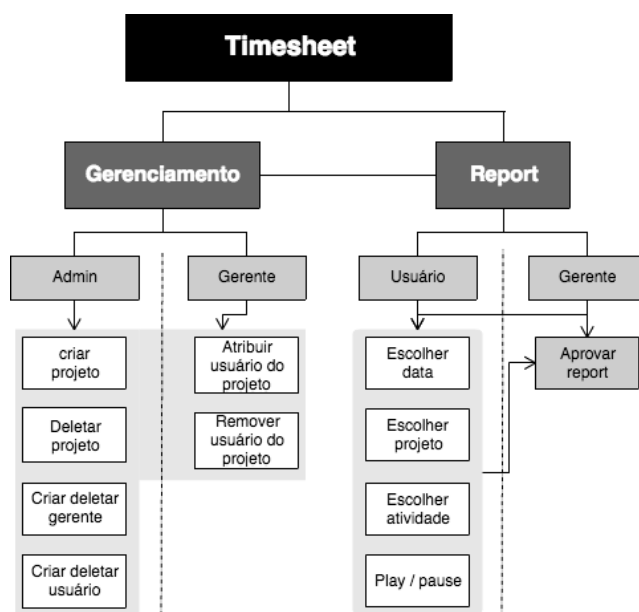 Timesheet
Gerenciamento
Report
Admin
Gerente
Usuário
Gerente
criar
projeto
Deletar
projeto
Criar deletar
gerente
Criar deletar
usuário
Atribuir
usuário do
projeto
Remover
usuário do
projeto
Escolher
data
Escolher
projeto
Escolher
atividade
Play / pause
Aprovar
report